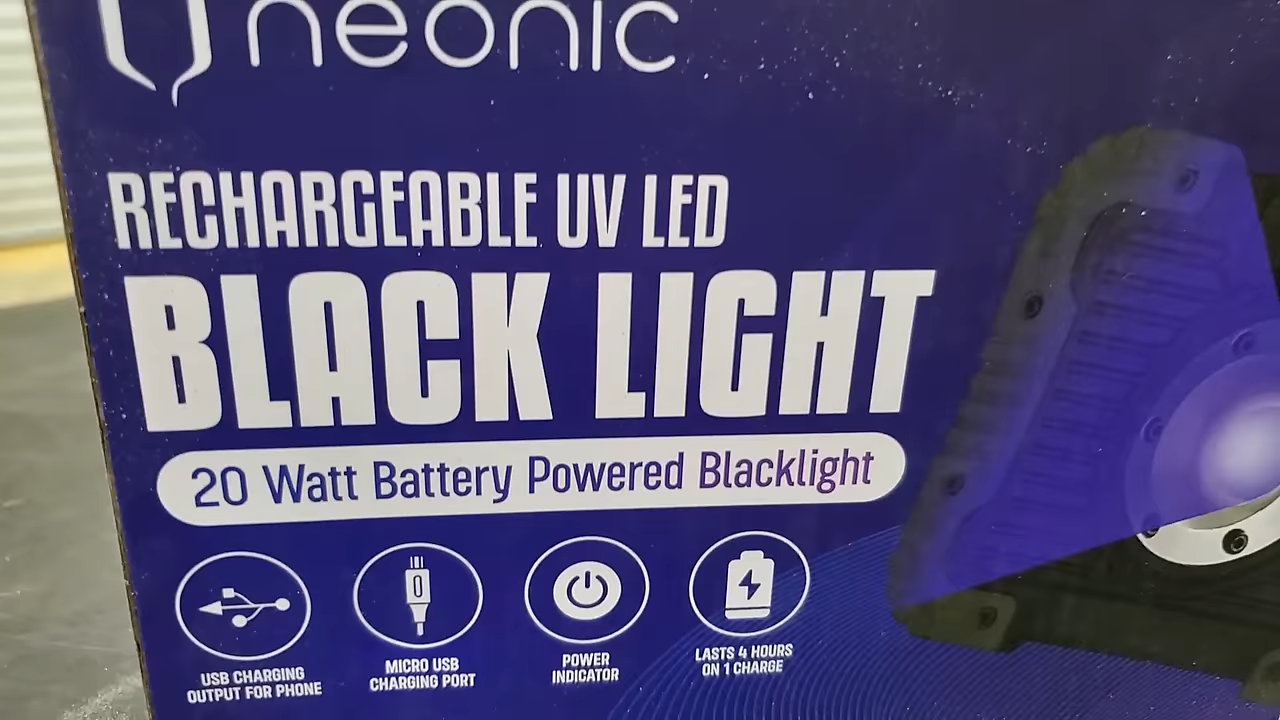 neonic
RECHARGEABLE UV LED
BLACK LIGHT
20 Watt Battery Powered Blacklight
USB CHARGING
OUTPUT FOR PHONE
MICRO USB
CHARGING PORT
POWER
INDICATOR
LASTS 4 HOURS
ON 1 CHARGE